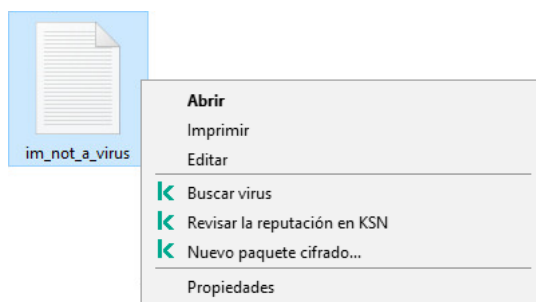 im_not_a_virus
Abrir
Imprimir
Editar
Buscar virus
Revisar la reputación en KSN
Nuevo paquete cifrado...
Propiedades